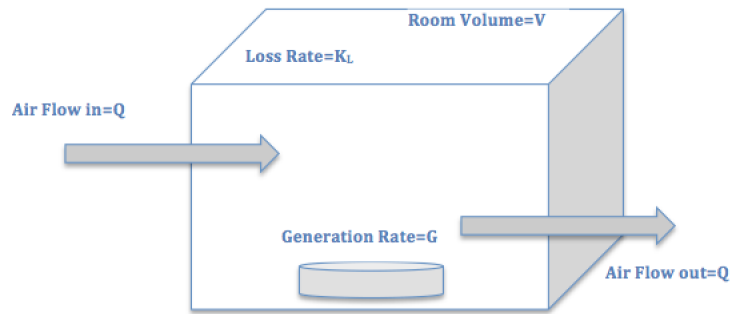 Room Volume=V
Loss Rate=KL
Air Flow in=Q
Generation Rate=G
Air Flow out=Q